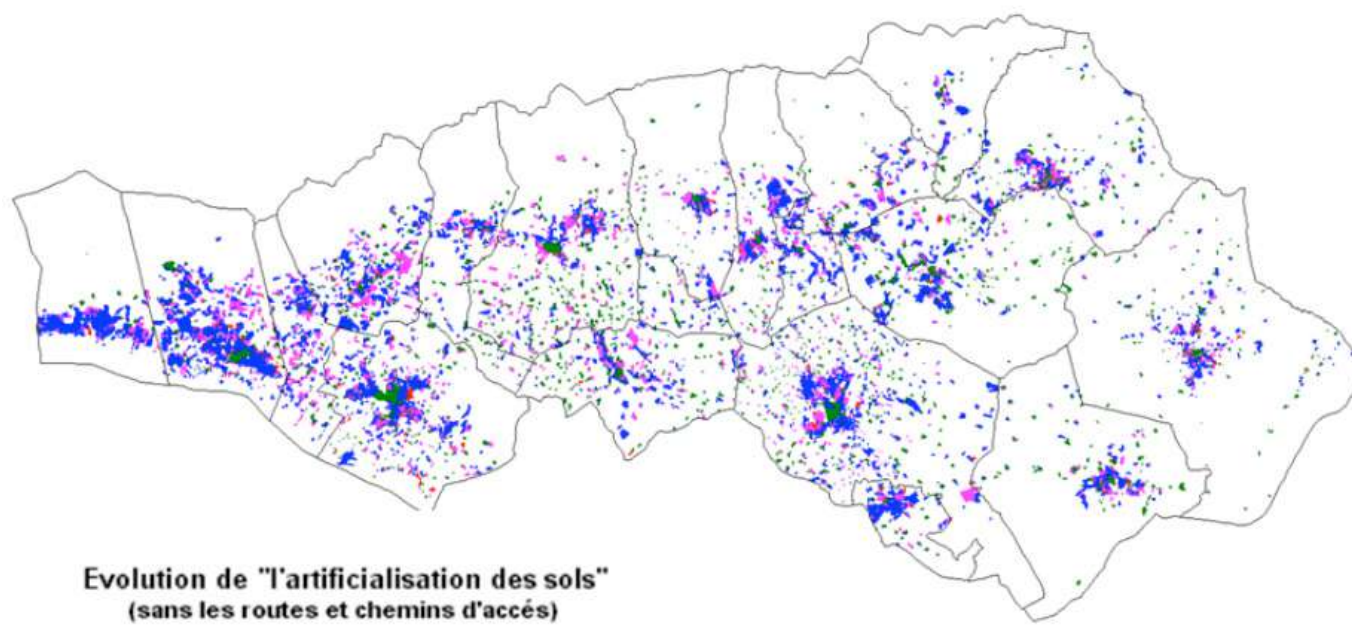 Evolution de "l'artificialisation des sols"
(sans les routes et chemins d'accés)